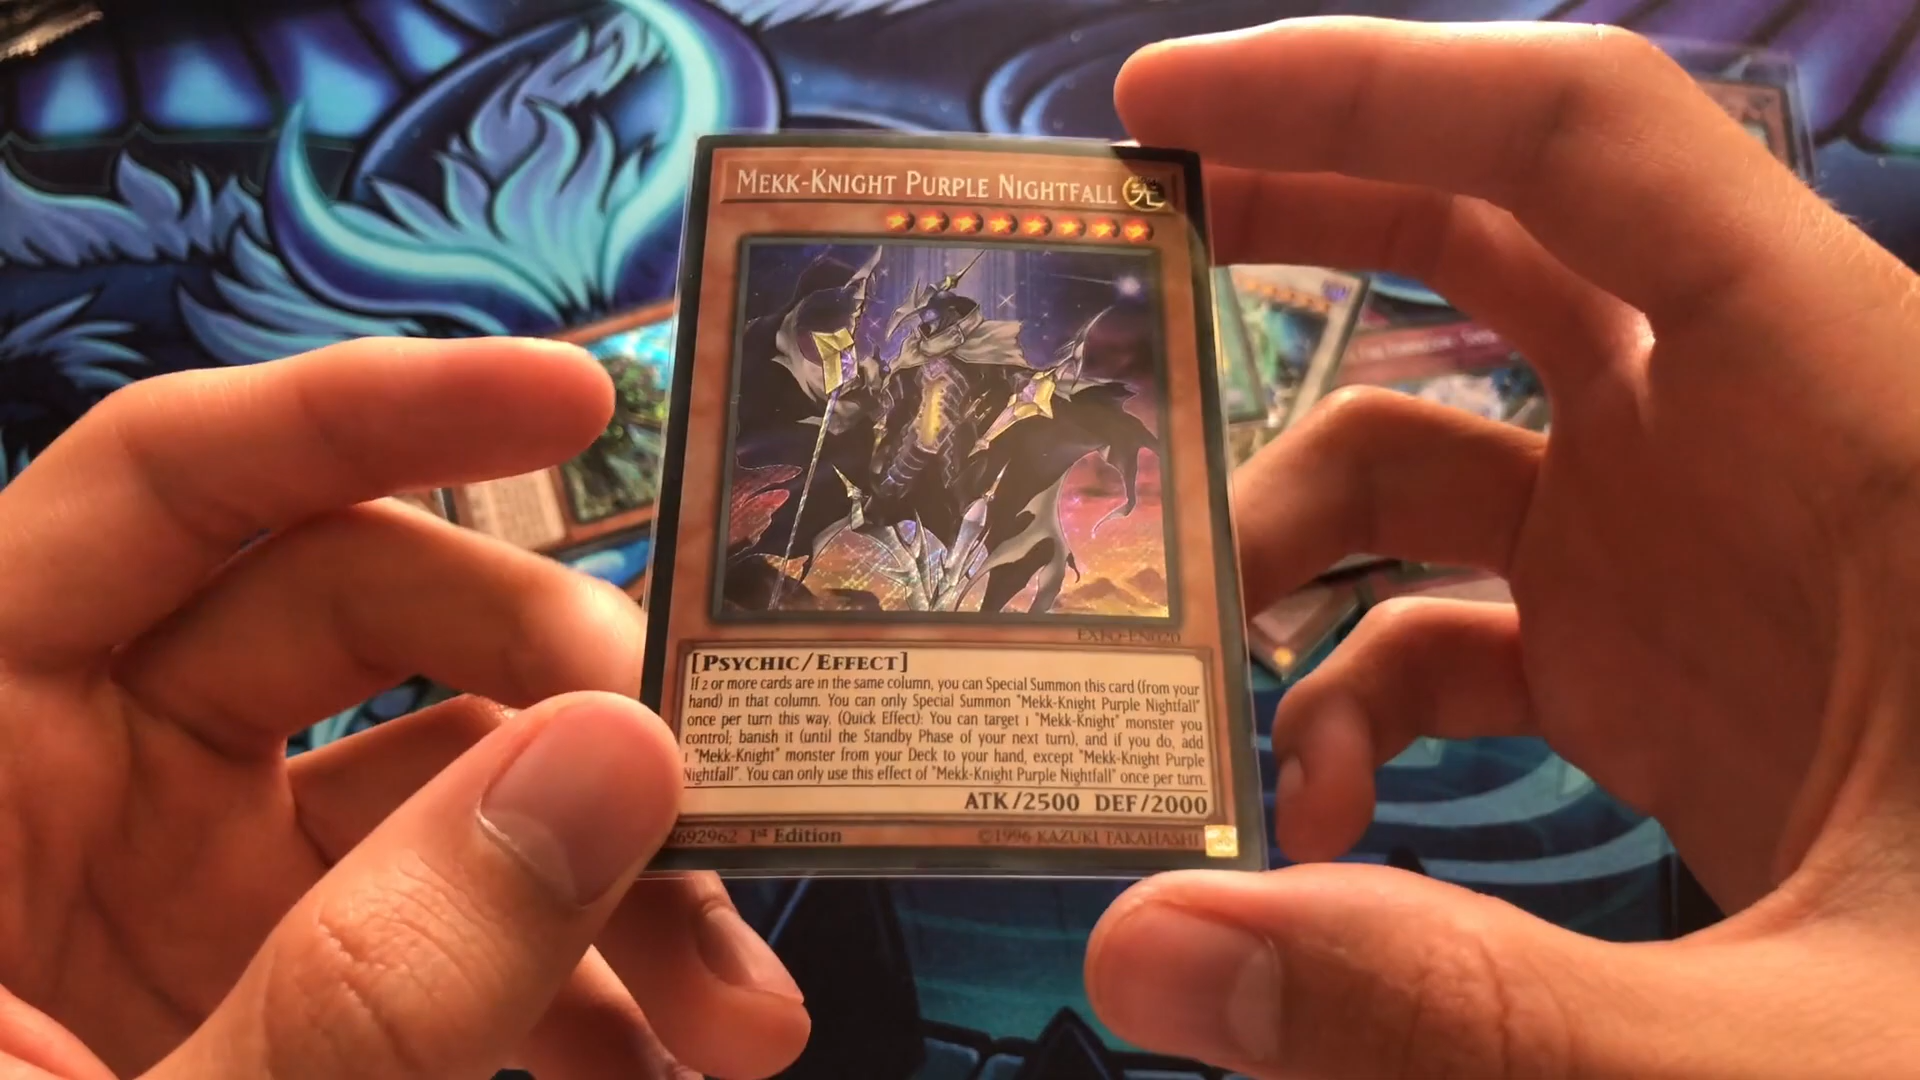 MEKK-KNIGHT PURPLE NIGHTFALL 光
EXFO-EN020
[PSYCHIC/EFFECT]
If 2 or more cards are in the same column, you can Special Summon this card (from your
hand) in that column. You can only Special Summon "Mekk-Knight Purple Nightfall"
once per turn this way. (Quick Effect): You can target 1 "Mekk-Knight" monster you
control; banish it (until the Standby Phase of your next turn), and if you do, add
1 "Mekk-Knight" monster from your Deck to your hand, except "Mekk-Knight Purple
Nightfall". You can only use this effect of "Mekk-Knight Purple Nightfall" once per turn.
ATK/2500 DEF/2000
692962 1st Edition ©1996 KAZUKI TAKAHASHI